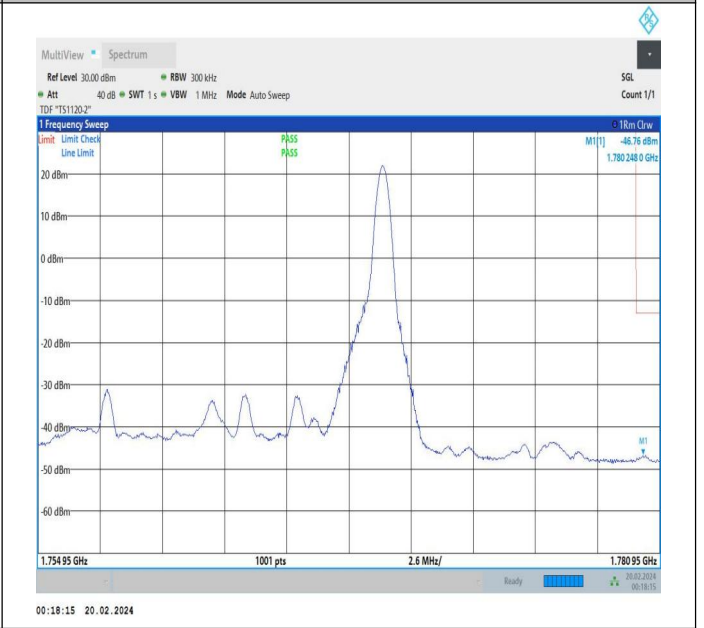 R S
MultiView Spectrum
Ref Level 30.00 dBm RBW 300 kHz SGL
Att 40 dB SWT 1 s VBW 1 MHz Mode Auto Sweep Count 1/1
TDF "TS1120-2"
1 Frequency Sweep 1Rm Clrw
Limit Limit Check PASS M1[1] -46.76 dBm
Line Limit PASS 1.780 248 0 GHz
20 dBm
10 dBm
0 dBm
-10 dBm
-20 dBm
-30 dBm
-40 dBm
M1
-50 dBm
-60 dBm
1.754 95 GHz 1001 pts 2.6 MHz/ 1.780 95 GHz
Ready 20.02.2024
00:18:15
00:18:15 20.02.2024